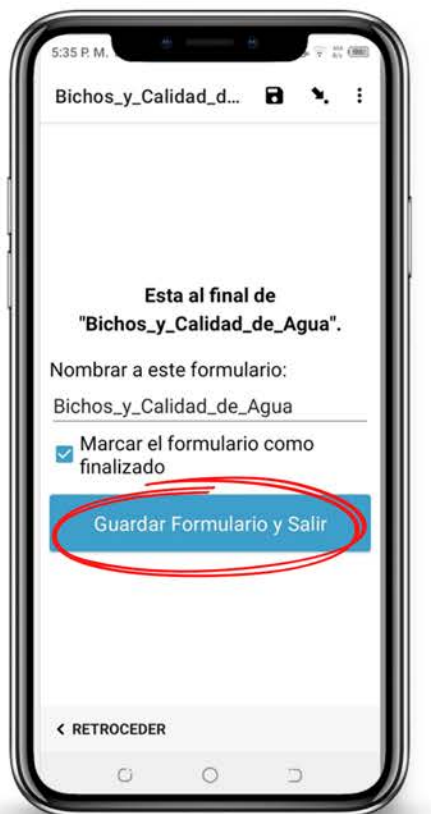 5:35 P. M.
Bichos_y_Calidad_d...
Esta al final de
"Bichos_y_Calidad_de_Agua".
Nombrar a este formulario:
Bichos_y_Calidad_de_Agua
Marcar el formulario como
finalizado
Guardar Formulario y Salir
< RETROCEDER